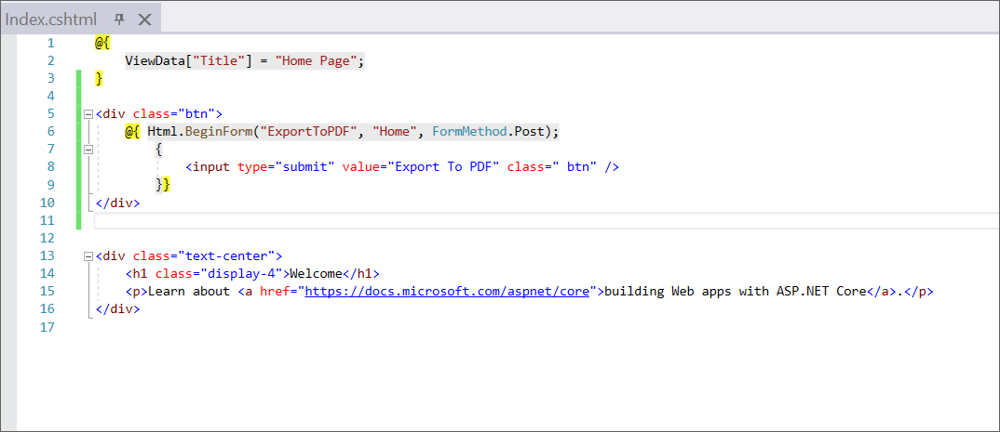 Index.cshtml
1 @{
2 ViewData["Title"] = "Home Page";
3 }
4
5 <div class="btn">
6 @{ Html.BeginForm("ExportToPDF", "Home", FormMethod.Post);
7 {
8 <input type="submit" value="Export To PDF" class=" btn" />
9 }}
10 </div>
11
12
13 <div class="text-center">
14 <h1 class="display-4">Welcome</h1>
15 <p>Learn about <a href="https://docs.microsoft.com/aspnet/core">building Web apps with ASP.NET Core</a>.</p>
16 </div>
17